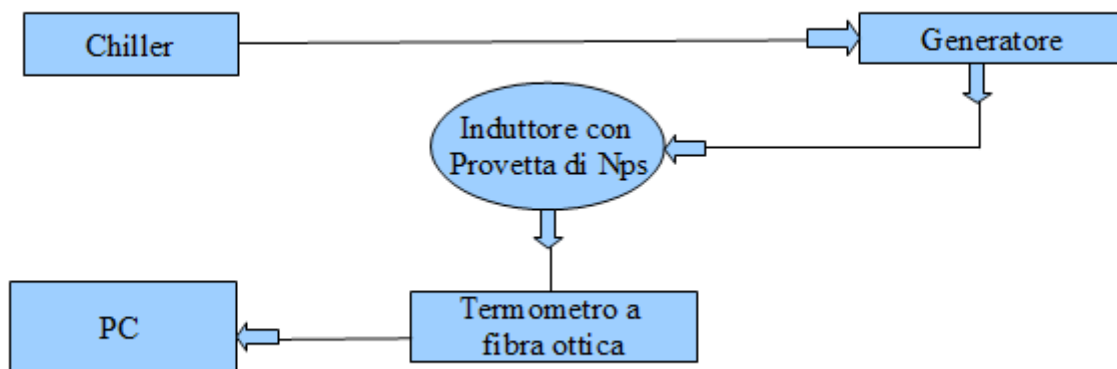 Chiller
Generatore
Induttore con
Provetta di Nps
Termometro a
fibra ottica
PC